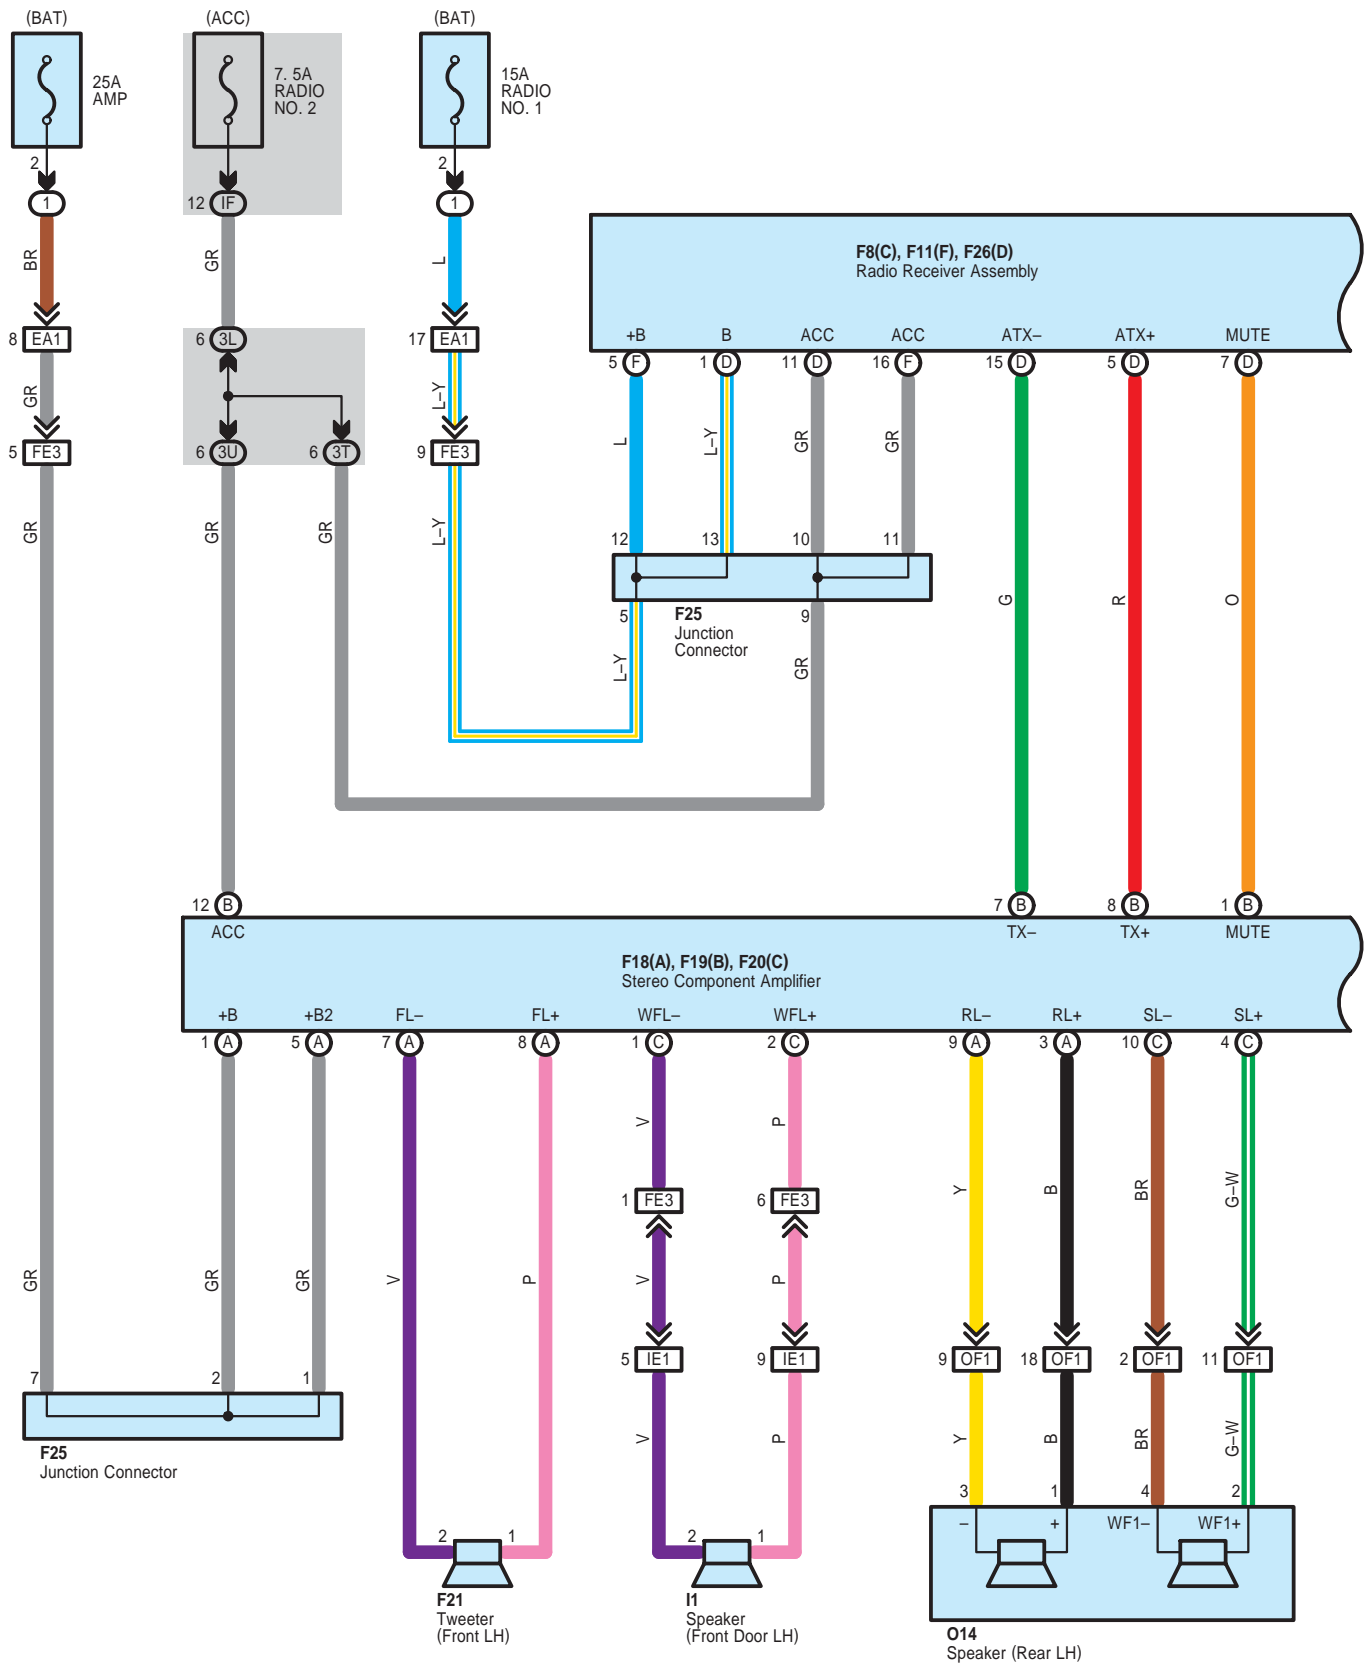 (BAT)
(ACC)
(BAT)
25A
AMP
7. 5A
RADIO
NO. 2
15A
RADIO
NO. 1
2
2
1
12 IF
1
BR
GR
L
F8(C), F11(F), F26(D)
Radio Receiver Assembly
+B B ACC ACC ATX– ATX+ MUTE
8 EA1
6 3L
17 EA1
5 F
1 D
11 D
16 F
15 D
5 D
7 D
GR
L–Y
5 FE3
6 3U
6 3T
9 FE3
L
L–Y
GR
GR
GR
GR
GR
L–Y
12 13 10 11
5 9
F25
Junction
Connector
L–Y
GR
G
R
O
12 B
7 B
8 B
1 B
ACC TX– TX+ MUTE
F18(A), F19(B), F20(C)
Stereo Component Amplifier
+B +B2 FL– FL+ WFL– WFL+ RL– RL+ SL– SL+
1 A
5 A
7 A
8 A
1 C
2 C
9 A
3 A
10 C
4 C
V
P
1 FE3
6 FE3
Y
B
BR
G–W
GR
GR
GR
V
P
V
P
5 IE1
9 IE1
9 OF1
18 OF1
2 OF1
11 OF1
7 2 1
F25
Junction Connector
V
P
Y
B
BR
G–W
3 1 4 2
– + WF1– WF1+
2 1
2 1
F21
Tweeter
(Front LH)
I1
Speaker
(Front Door LH)
O14
Speaker (Rear LH)